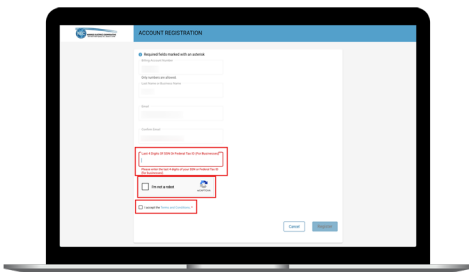 ACCOUNT REGISTRATION
Required fields marked with an asterisk
Billing Account Number
Only numbers are allowed
Last Name or Business Name
Email
Confirm Email
Last 4 Digits Of SSN Or Federal Tax ID (For Businesses)
Please enter the last 4 digits of your SSN or Federal Tax ID
(for businesses)
I'm not a robot
reCAPTCHA
I accept the Terms and Conditions *
Cancel
Register